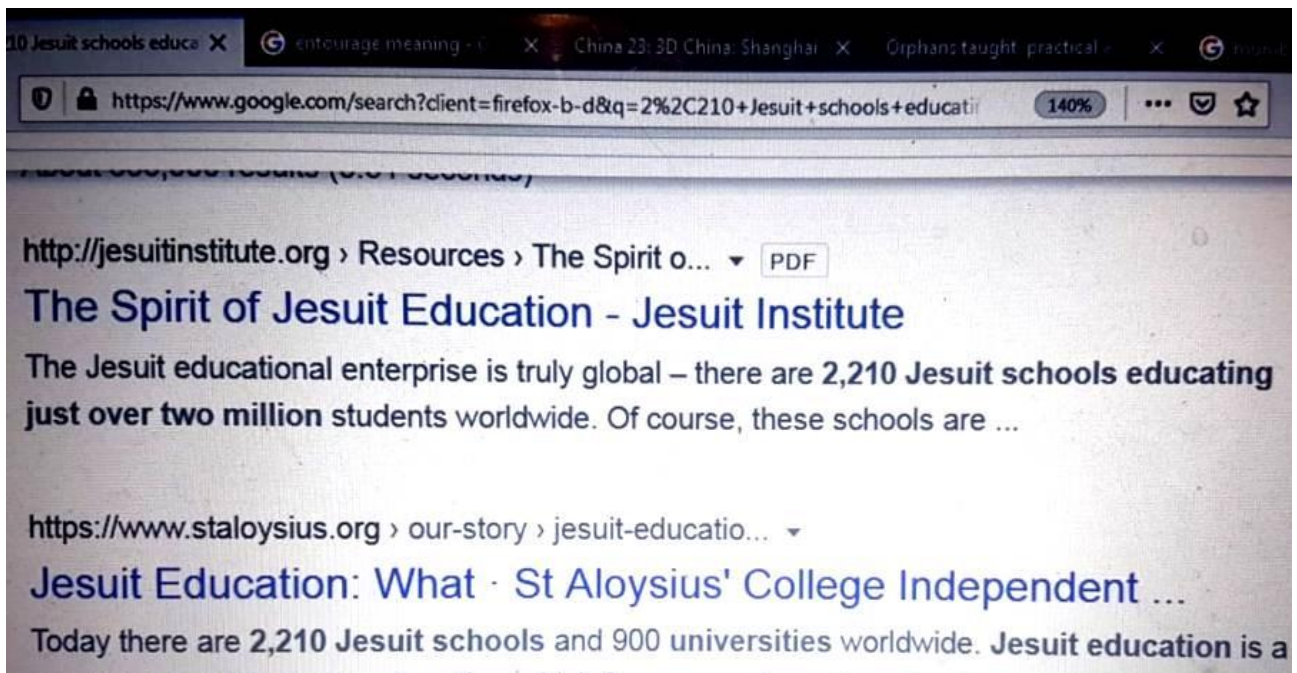 10 Jesuit schools educa
entourage meaning -
China 23: 3D China: Shanghai
Orphans taught practical
https://www.google.com/search?client=firefox-b-d&q=2%2C210+Jesuit+schools+educati
140%
http://jesuitinstitute.org › Resources › The Spirit o... PDF
The Spirit of Jesuit Education - Jesuit Institute
The Jesuit educational enterprise is truly global – there are 2,210 Jesuit schools educating
just over two million students worldwide. Of course, these schools are ...
https://www.staloysius.org › our-story › jesuit-educatio...
Jesuit Education: What · St Aloysius' College Independent ...
Today there are 2,210 Jesuit schools and 900 universities worldwide. Jesuit education is a